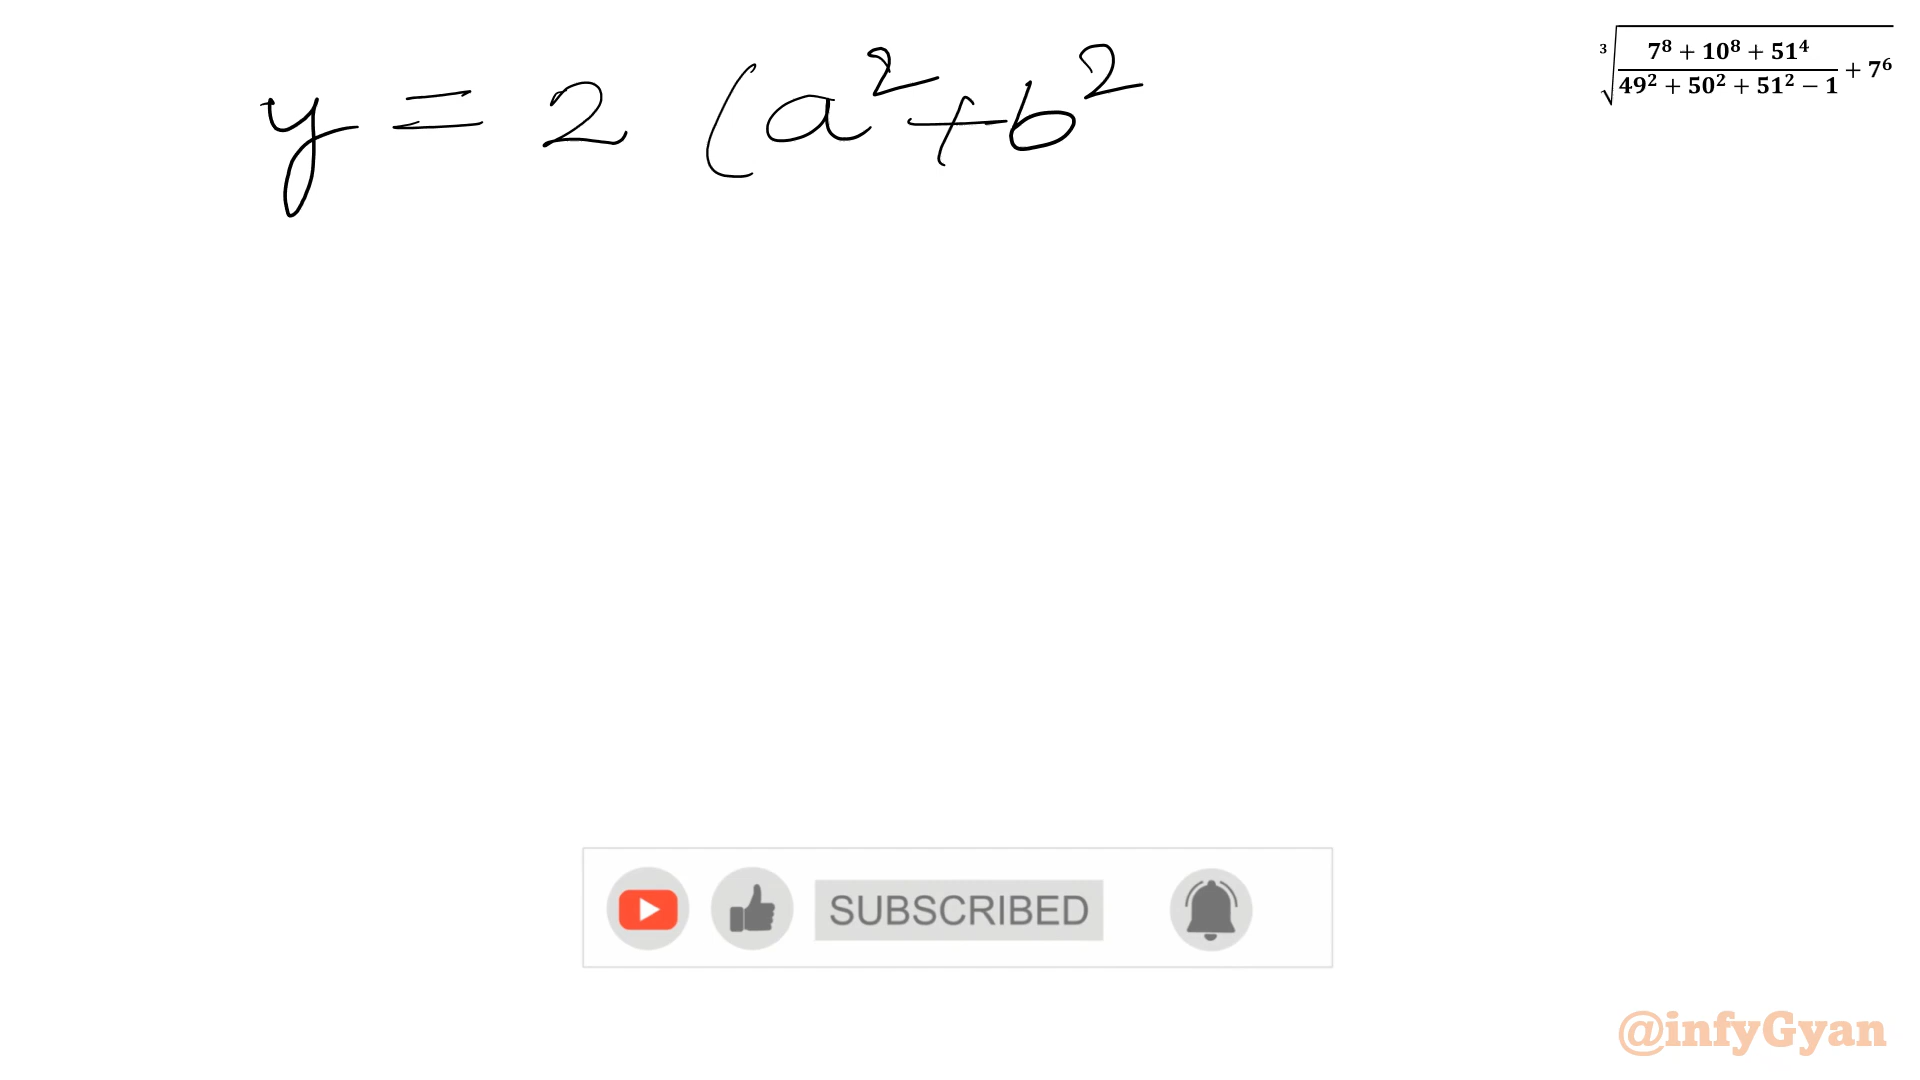 y = 2 (a² + b²
∛((7⁸ + 10⁸ + 51⁴)/(49² + 50² + 51² − 1) + 7⁶)
SUBSCRIBED
@infyGyan